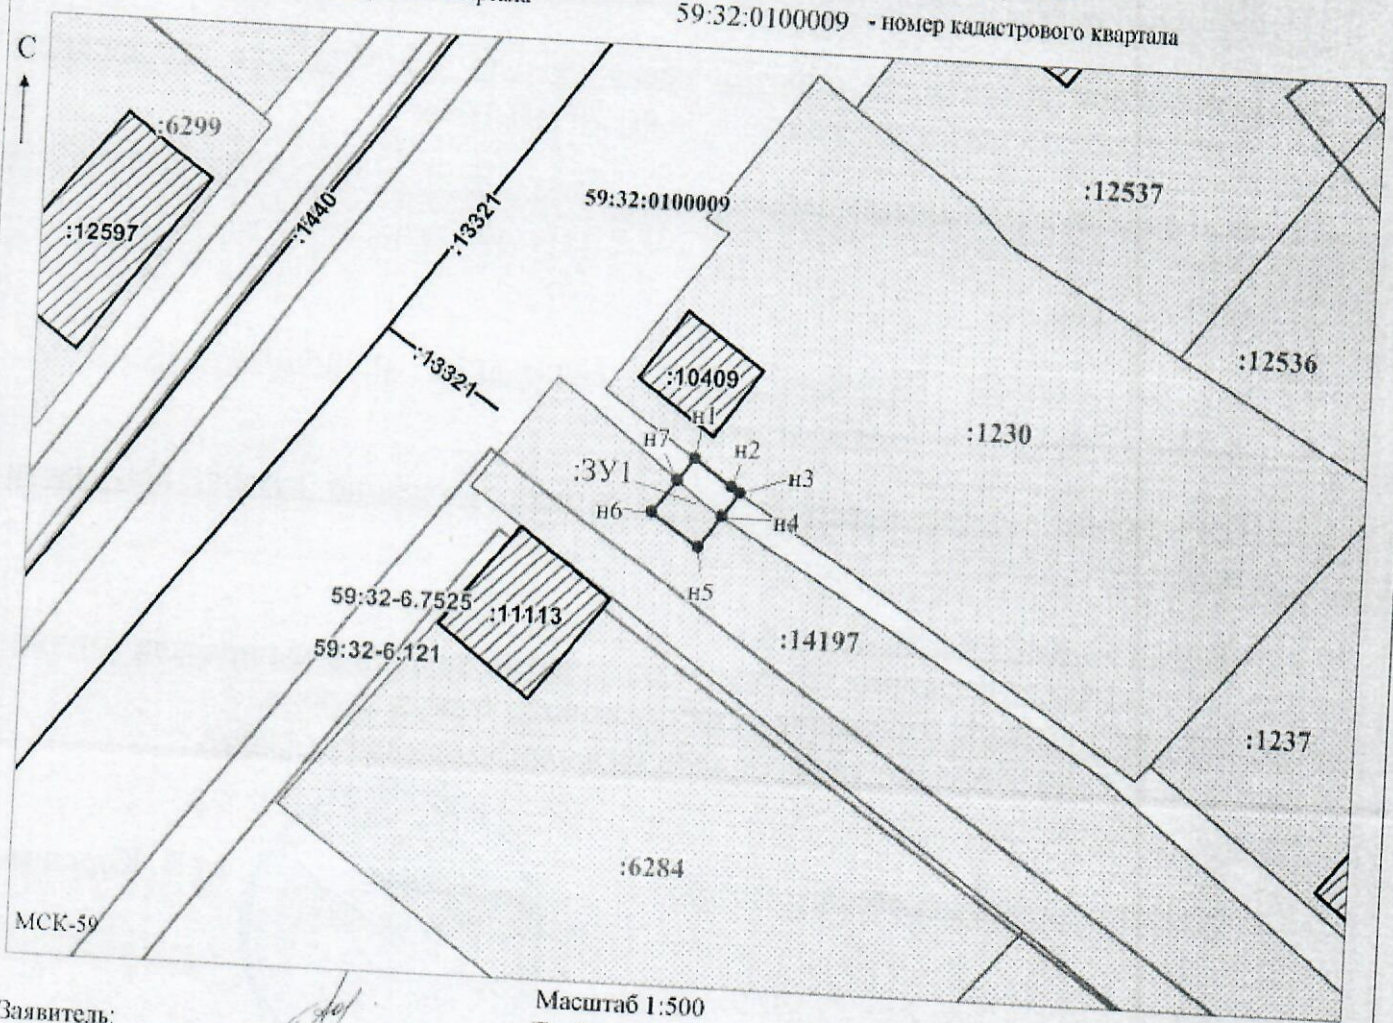 59:32:0100009 - номер кадастрового квартала
С
:6299
:12597
:1440
:13321
59:32:0100009
:12537
:12536
:13321
:10409
н1
н7
н2
:1230
:ЗУ1
н3
н6
н4
н5
59:32-6.7525
:11113
59:32-6.121
:14197
:1237
:6284
МСК-59
Заявитель:
Масштаб 1:500